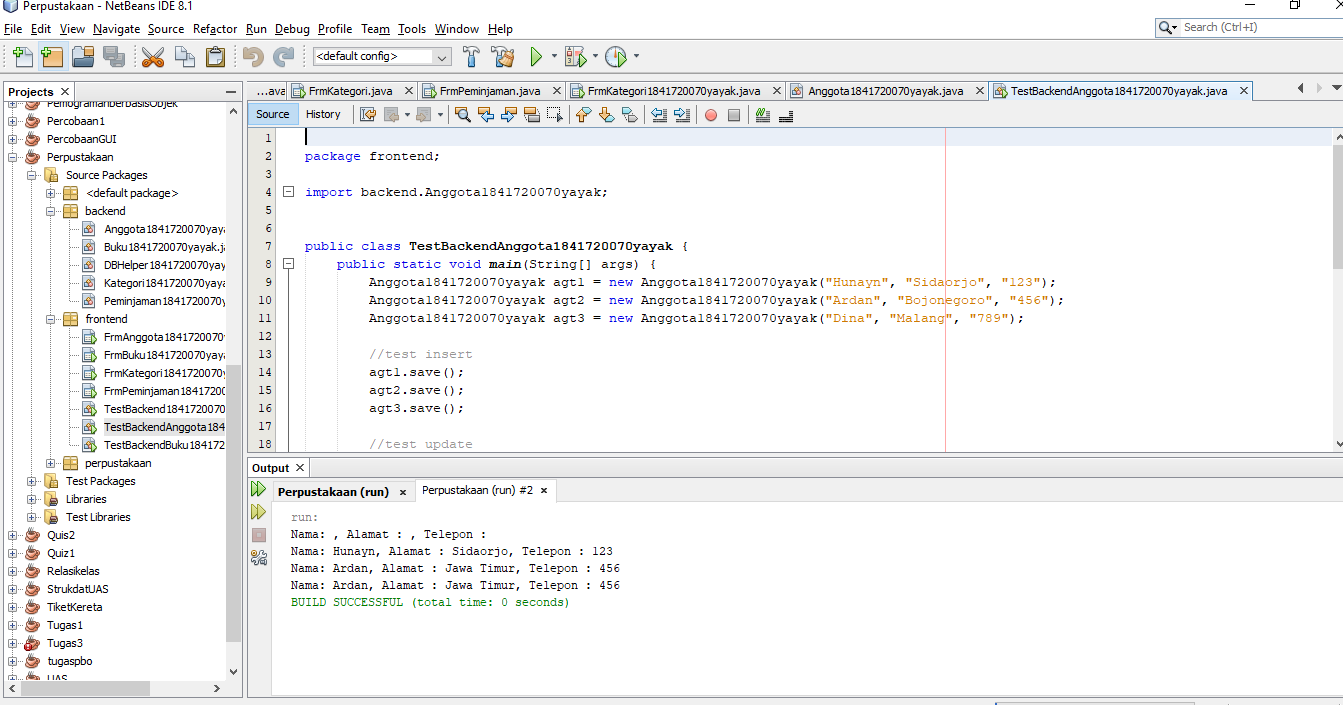 Perpustakaan - NetBeans IDE 8.1
File Edit View Navigate Source Refactor Run Debug Profile Team Tools Window Help
Search (Ctrl+I)
<default config>
Projects
PemogramanberbasisObjek
Percobaan1
PercobaanGUI
Perpustakaan
Source Packages
<default package>
backend
Anggota1841720070yaya
Buku1841720070yayak.j
DBHelper1841720070yay
Kategori1841720070yaya
Peminjaman1841720070y
frontend
FrmAnggota1841720070
FrmBuku1841720070yaya
FrmKategori1841720070y
FrmPeminjaman18417200
TestBackend1841720070
TestBackendAnggota184
TestBackendBuku184172
perpustakaan
Test Packages
Libraries
Test Libraries
Quis2
Quiz1
Relasikelas
StrukdatUAS
TiketKereta
Tugas1
Tugas3
tugaspbo
UAS
...ava FrmKategori.java FrmPeminjaman.java FrmKategori1841720070yayak.java Anggota1841720070yayak.java TestBackendAnggota1841720070yayak.java
Source History
1
2 package frontend;
3
4 import backend.Anggota1841720070yayak;
5
6
7 public class TestBackendAnggota1841720070yayak {
8 public static void main(String[] args) {
9 Anggota1841720070yayak agt1 = new Anggota1841720070yayak("Hunayn", "Sidaorjo", "123");
10 Anggota1841720070yayak agt2 = new Anggota1841720070yayak("Ardan", "Bojonegoro", "456");
11 Anggota1841720070yayak agt3 = new Anggota1841720070yayak("Dina", "Malang", "789");
12
13 //test insert
14 agt1.save();
15 agt2.save();
16 agt3.save();
17
18 //test update
Output
Perpustakaan (run) Perpustakaan (run) #2
run:
Nama: , Alamat : , Telepon :
Nama: Hunayn, Alamat : Sidaorjo, Telepon : 123
Nama: Ardan, Alamat : Jawa Timur, Telepon : 456
Nama: Ardan, Alamat : Jawa Timur, Telepon : 456
BUILD SUCCESSFUL (total time: 0 seconds)